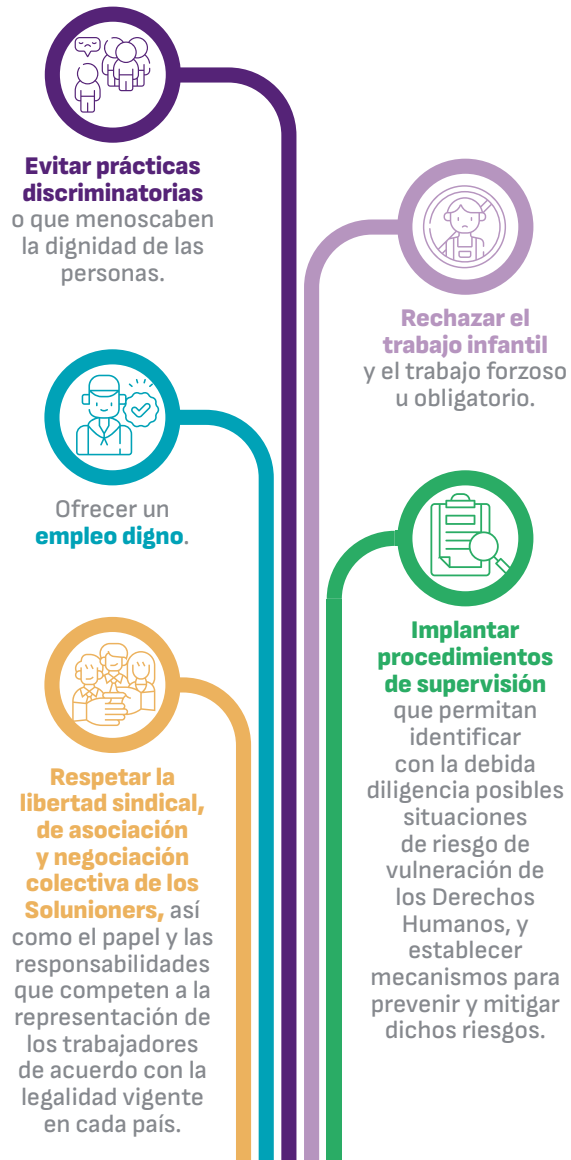 Evitar prácticas
discriminatorias
o que menoscaben
la dignidad de las
personas.
Rechazar el
trabajo infantil
y el trabajo forzoso
u obligatorio.
Ofrecer un
empleo digno.
Implantar
procedimientos
de supervisión
que permitan
identificar
con la debida
diligencia posibles
situaciones
de riesgo de
vulneración de
los Derechos
Humanos, y
establecer
mecanismos para
prevenir y mitigar
dichos riesgos.
Respetar la
libertad sindical,
de asociación
y negociación
colectiva de los
Solunioners, así
como el papel y las
responsabilidades
que competen a la
representación de
los trabajadores
de acuerdo con la
legalidad vigente
en cada país.